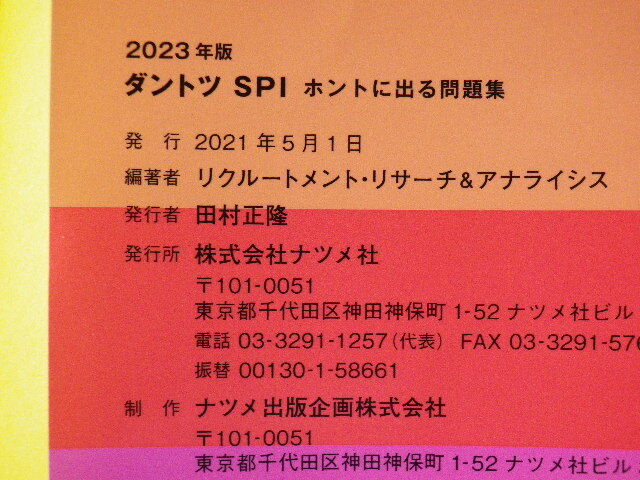 2023年版
ダントツ SPI ホントに出る問題集
発 行 2021年5月1日
編著者 リクルートメント・リサーチ&アナライシス
発行者 田村正隆
発行所 株式会社ナツメ社
〒101-0051
東京都千代田区神田神保町1-52 ナツメ社ビル
電話 03-3291-1257(代表) FAX 03-3291-576
振替 00130-1-58661
制 作 ナツメ出版企画株式会社
〒101-0051
東京都千代田区神田神保町1-52 ナツメ社ビル